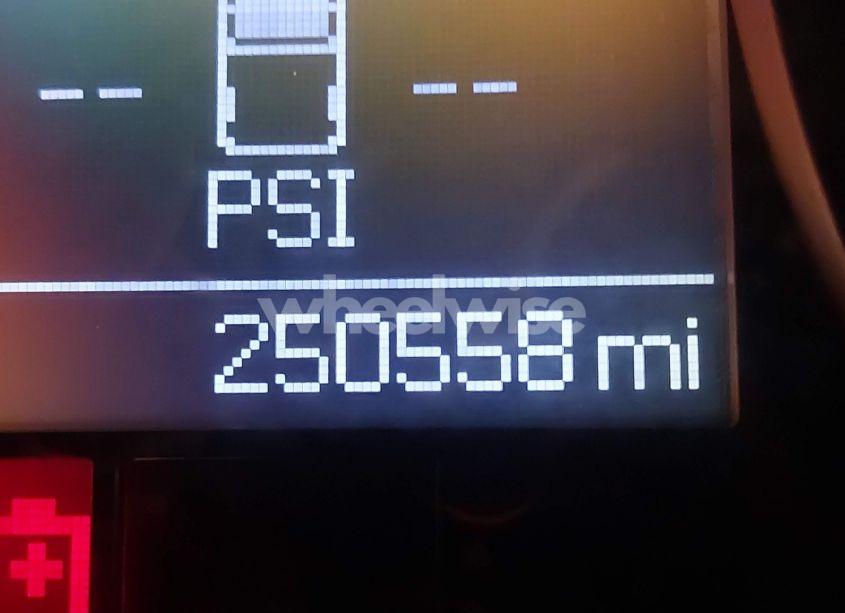 -- --
PSI
wheelwise
250558 mi